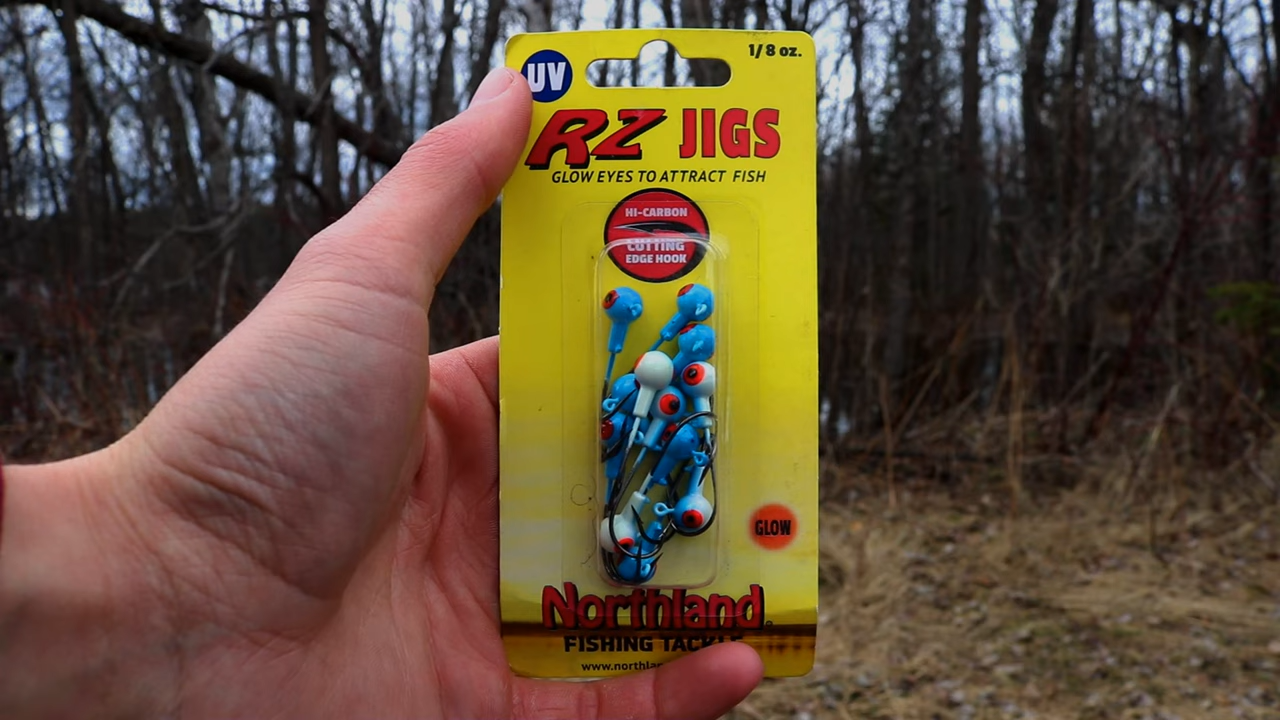 UV
1/8 oz.
RZ JIGS
GLOW EYES TO ATTRACT FISH
HI-CARBON
CUTTING
EDGE HOOK
GLOW
Northland®
FISHING TACKLE